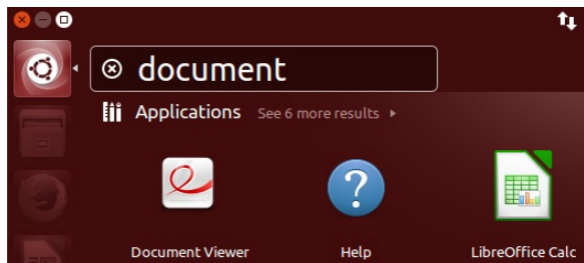 document
Applications See 6 more results
Document Viewer Help LibreOffice Calc